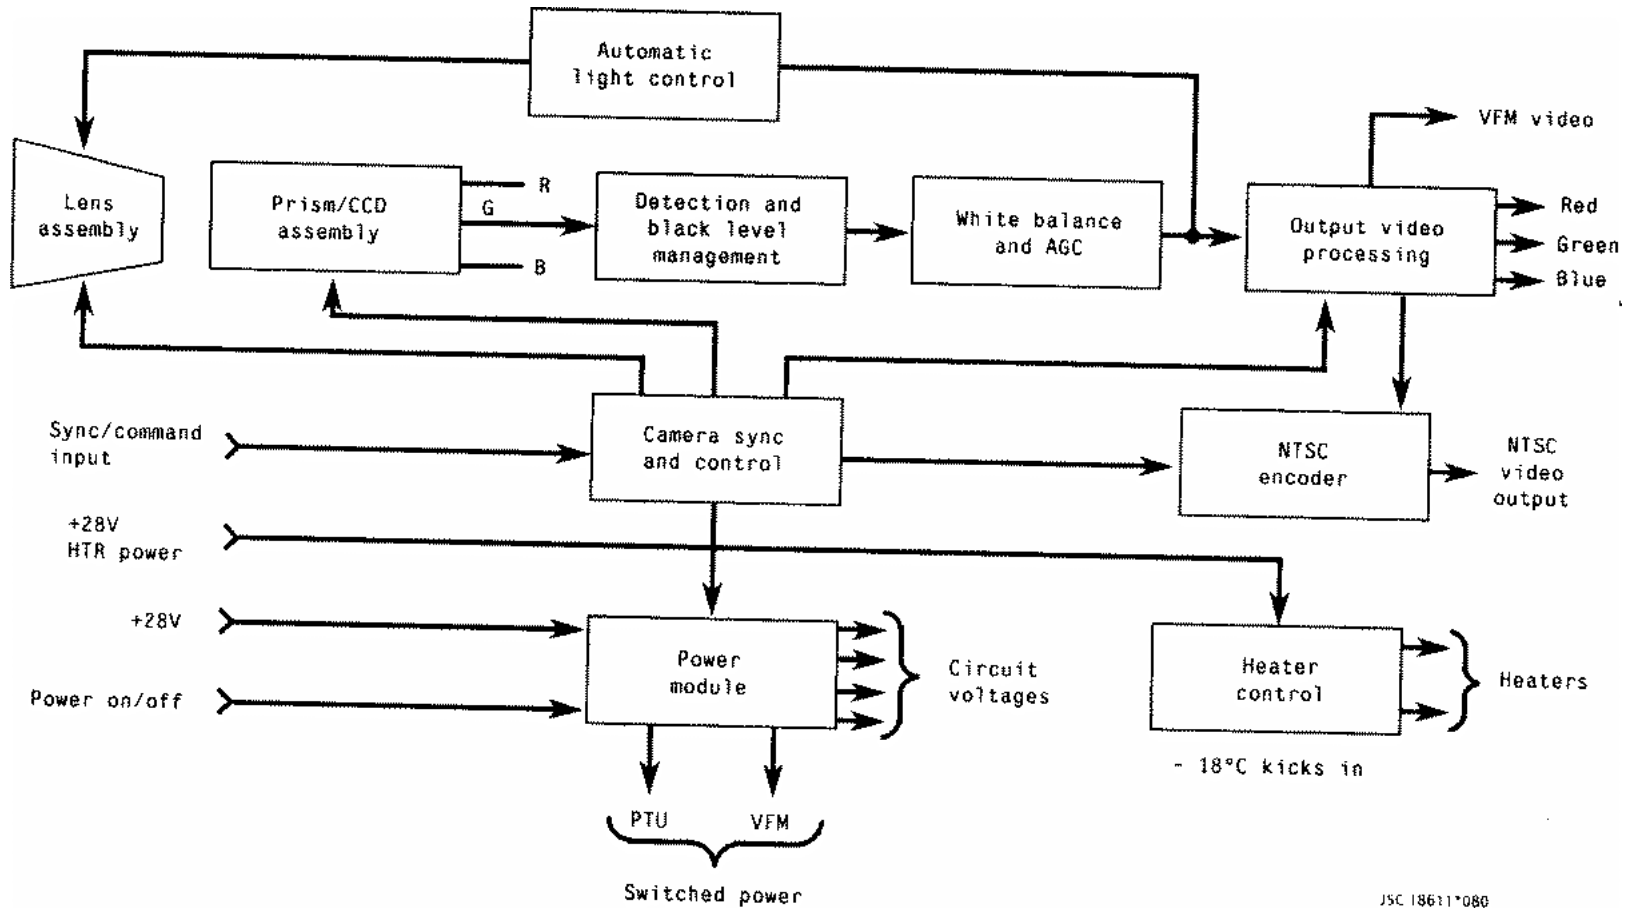 Automatic
light control
VFM video
Lens
assembly
Prism/CCD
assembly
R
G
B
Detection and
black level
management
White balance
and AGC
Output video
processing
Red
Green
Blue
Sync/command
input
Camera sync
and control
NTSC
encoder
NTSC
video
output
+28V
HTR power
+28V
Power on/off
Power
module
Circuit
voltages
Heater
control
Heaters
- 18°C kicks in
PTU
VFM
Switched power
JSC 18611*080